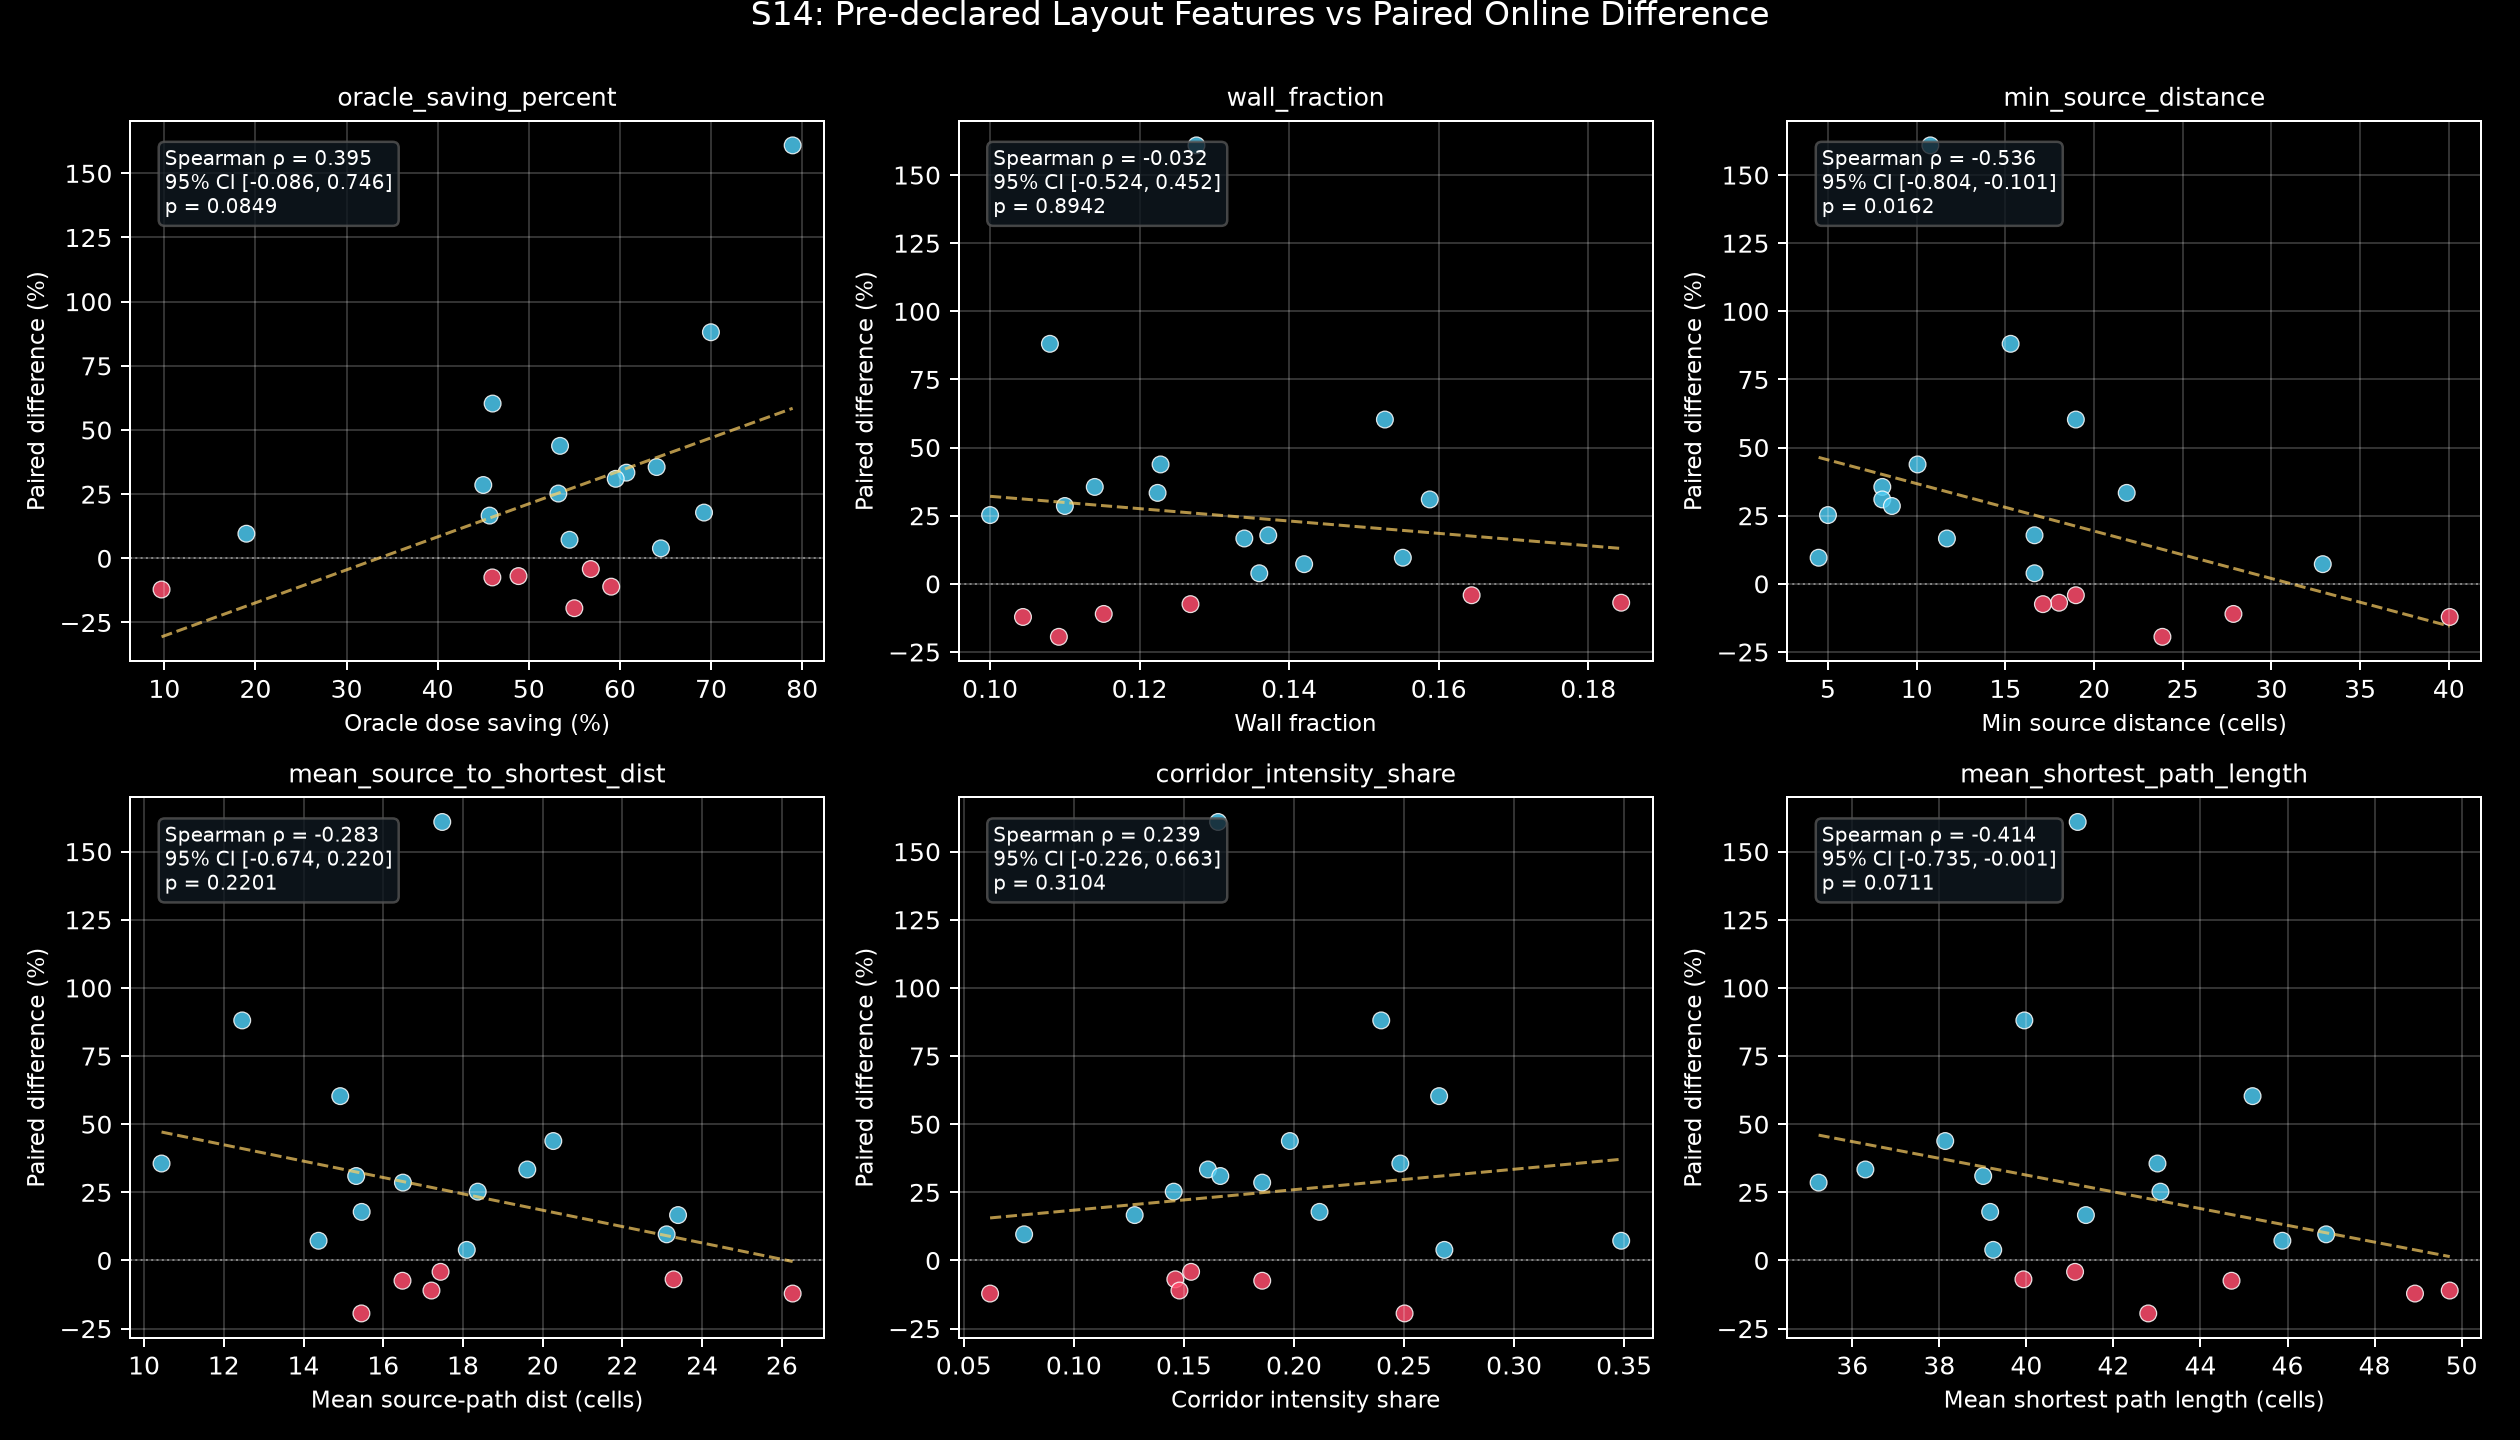 S14: Pre-declared Layout Features vs Paired Online Difference
oracle_saving_percent
Spearman ρ = 0.395
95% CI [-0.086, 0.746]
p = 0.0849
150
125
100
75
50
25
0
−25
Paired difference (%)
10 20 30 40 50 60 70 80
Oracle dose saving (%)
wall_fraction
Spearman ρ = -0.032
95% CI [-0.524, 0.452]
p = 0.8942
150
125
100
75
50
25
0
−25
Paired difference (%)
0.10 0.12 0.14 0.16 0.18
Wall fraction
min_source_distance
Spearman ρ = -0.536
95% CI [-0.804, -0.101]
p = 0.0162
150
125
100
75
50
25
0
−25
Paired difference (%)
5 10 15 20 25 30 35 40
Min source distance (cells)
mean_source_to_shortest_dist
Spearman ρ = -0.283
95% CI [-0.674, 0.220]
p = 0.2201
150
125
100
75
50
25
0
−25
Paired difference (%)
10 12 14 16 18 20 22 24 26
Mean source-path dist (cells)
corridor_intensity_share
Spearman ρ = 0.239
95% CI [-0.226, 0.663]
p = 0.3104
150
125
100
75
50
25
0
−25
Paired difference (%)
0.05 0.10 0.15 0.20 0.25 0.30 0.35
Corridor intensity share
mean_shortest_path_length
Spearman ρ = -0.414
95% CI [-0.735, -0.001]
p = 0.0711
150
125
100
75
50
25
0
−25
Paired difference (%)
36 38 40 42 44 46 48 50
Mean shortest path length (cells)